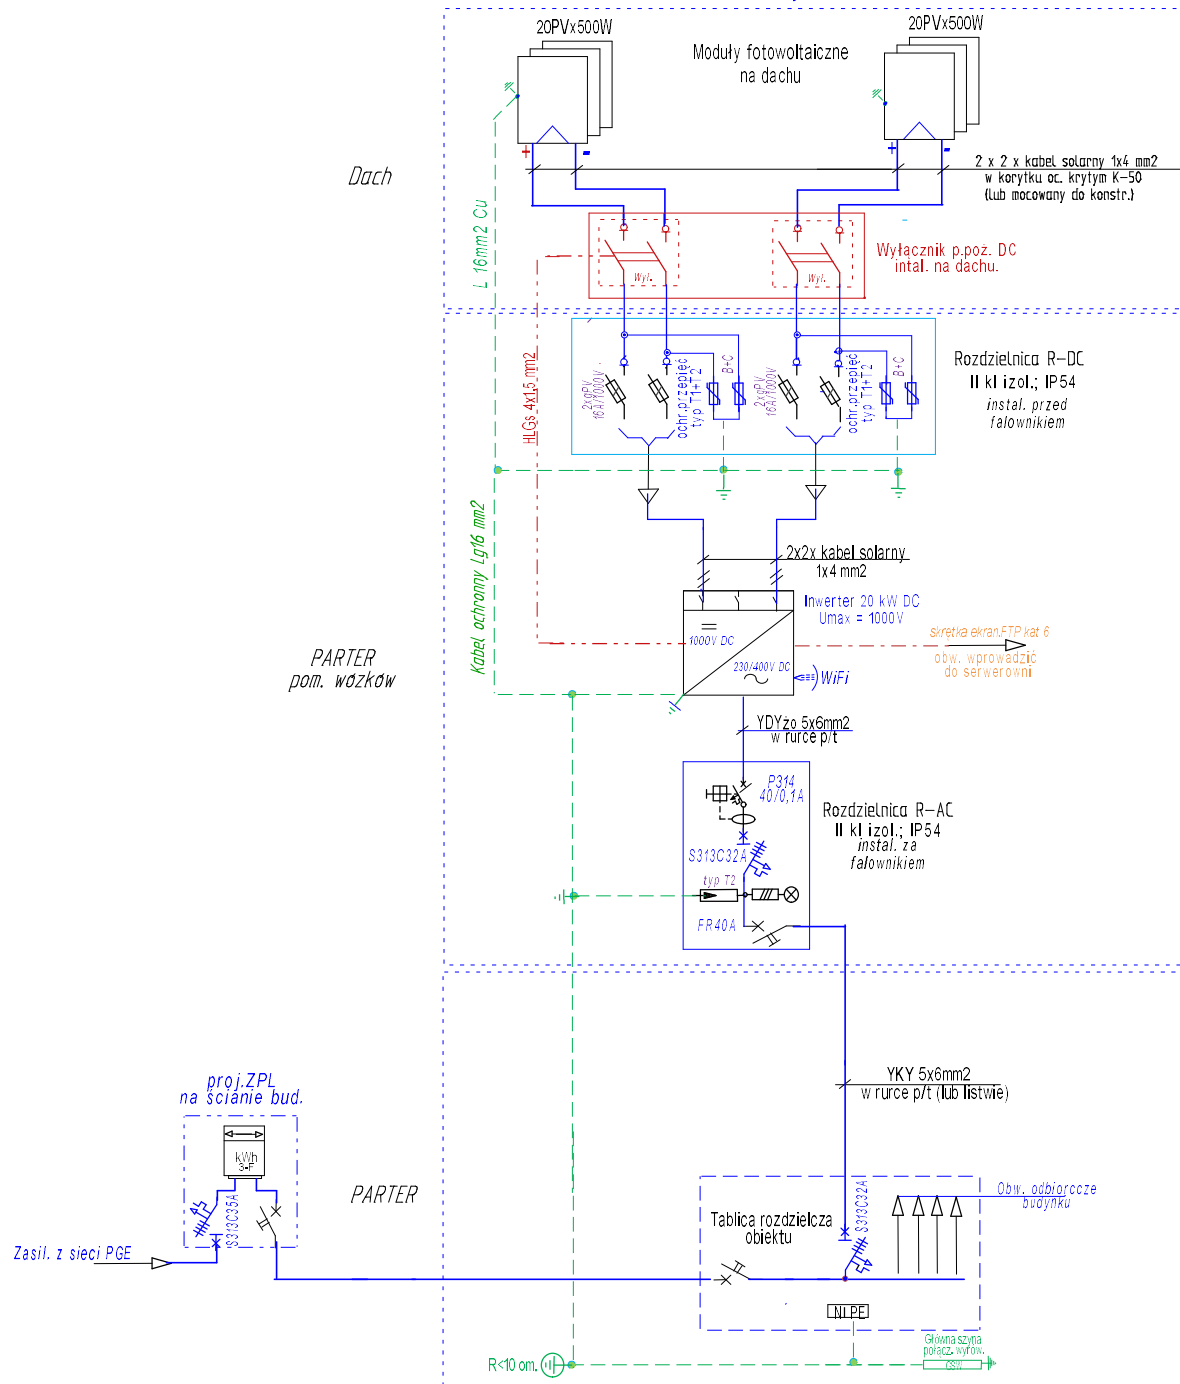 20PVx500W
20PVx500W
Moduły fotowoltaiczne
na dachu
+
-
+
-
2 x 2 x kabel solarny 1x4 mm2
w korytku oc. krytym K-50
(lub mocowany do konstr.)
Dach
L 16mm2 Cu
Wyłącznik p.poż. DC
intal. na dachu.
Wył.
Wył.
HLGs 4x1,5 mm2
2xgPV
16A/1000V
ochr.przepięć
typ T1+T2
B+C
2xgPV
16A/1000V
ochr.przepięć
typ T1+T2
B+C
Rozdzielnica R-DC
II kl izol.; IP54
instal. przed
falownikiem
Kabel ochronny Lg16 mm2
2x2x kabel solarny
1x4 mm2
Inwerter 20 kW DC
Umax = 1000V
1000V DC
230/400V DC
WiFi
skretka ekran.FTP kat 6
obw. wprowadzić
do serwerowni
PARTER
pom. wózków
YDYżo 5x6mm2
w rurce p/t
P314
40/0,1A
S313C32A
typ T2
FR40A
Rozdzielnica R-AC
II kl izol.; IP54
instal. za
falownikiem
YKY 5x6mm2
w rurce p/t (lub listwie)
proj.ZPL
na ścianie bud.
kWh
3-F
S313C35A
Zasil. z sieci PGE
PARTER
Tablica rozdzielcza
obiektu
S313C32A
Obw. odbiorcze
budynku
N PE
R<10 om.
Główna szyna
połącz. wyrów.
GSW